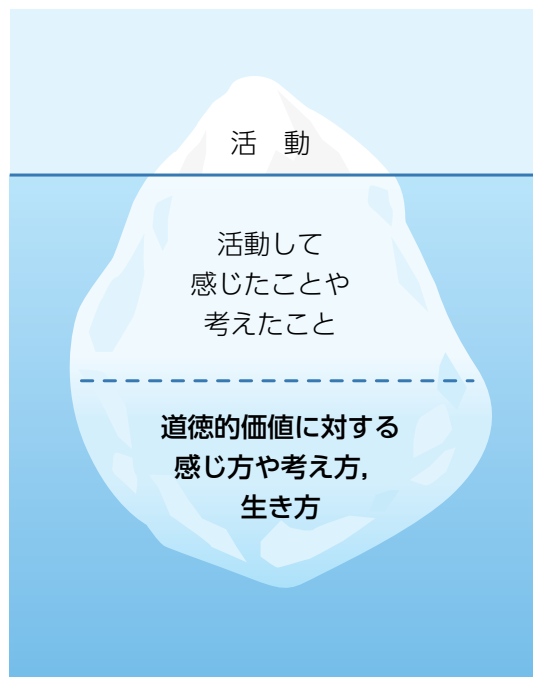 活　動
活動して
感じたことや
考えたこと
道徳的価値に対する
感じ方や考え方，
生き方